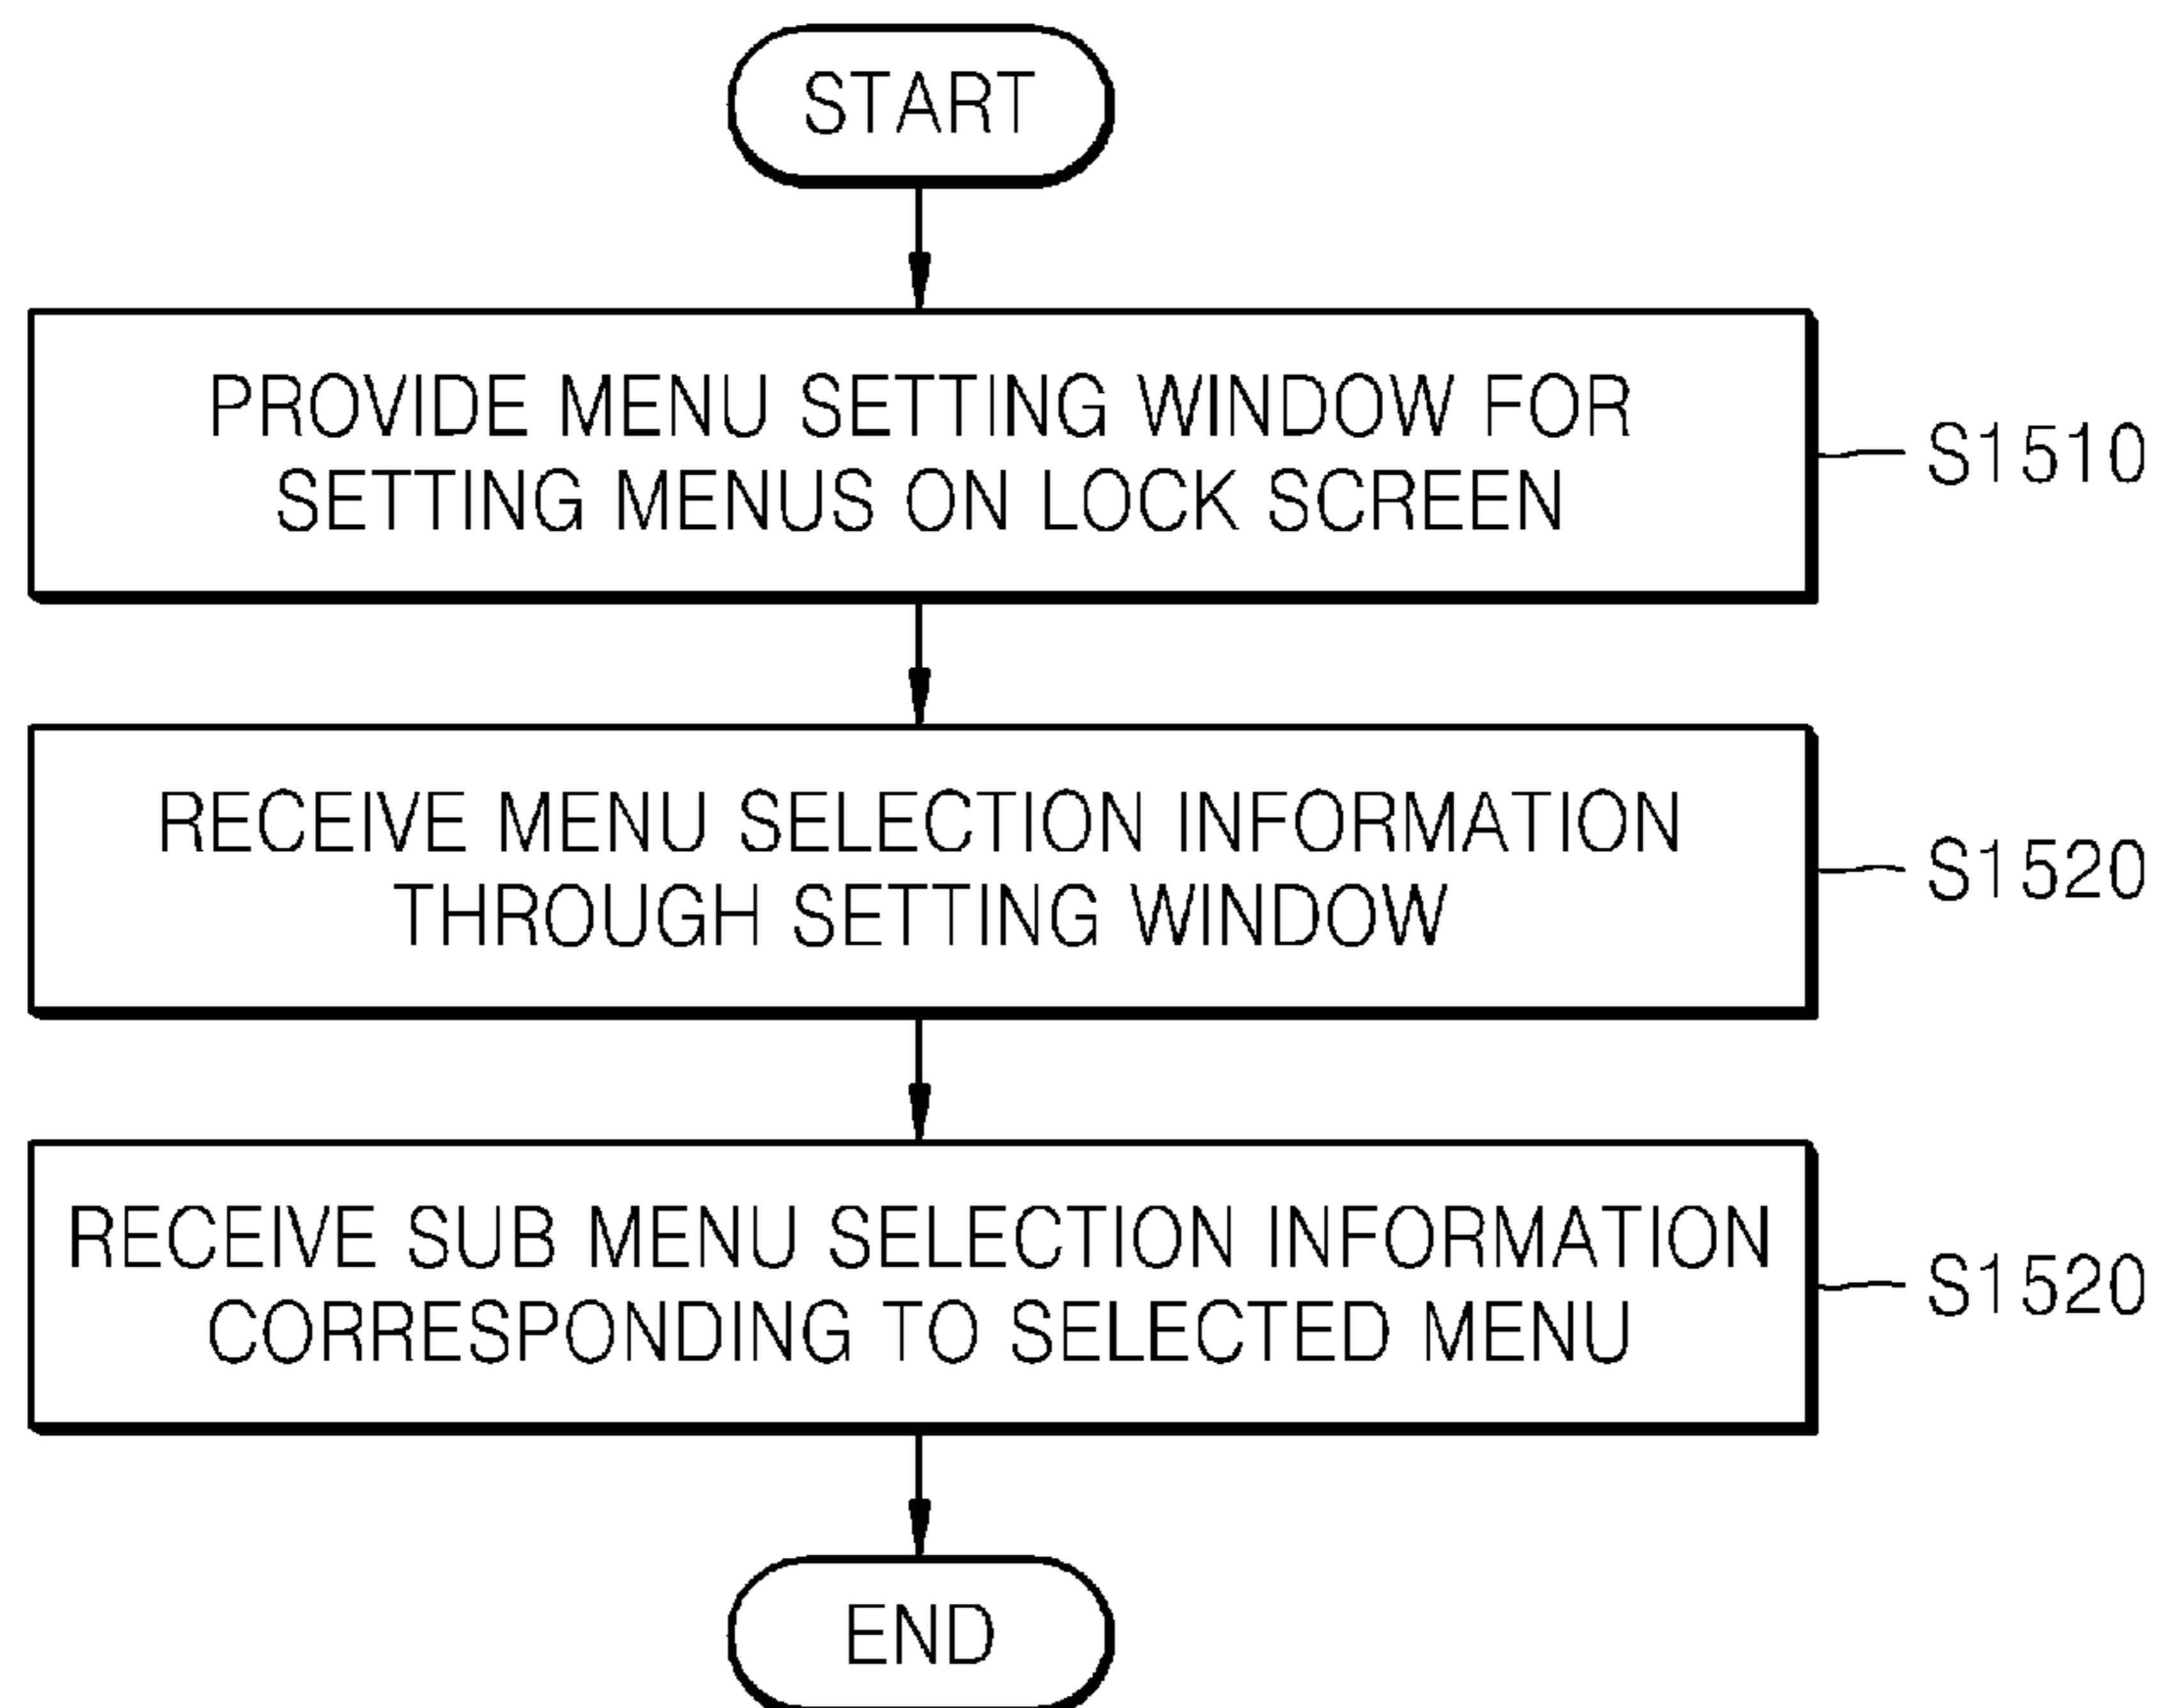 START
PROVIDE MENU SETTING WINDOW FOR
SETTING MENUS ON LOCK SCREEN
S1510
RECEIVE MENU SELECTION INFORMATION
THROUGH SETTING WINDOW
S1520
RECEIVE SUB MENU SELECTION INFORMATION
CORRESPONDING TO SELECTED MENU
S1520
END